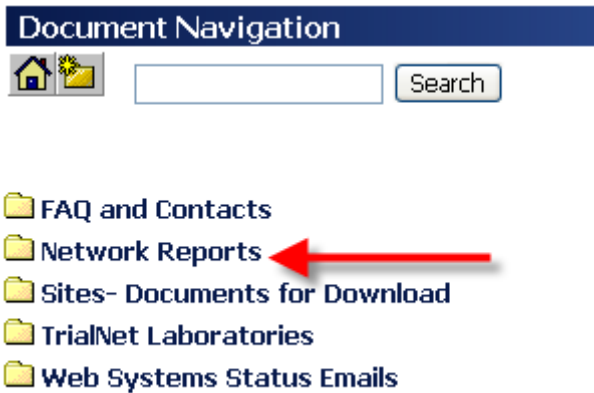 Document Navigation
Search
FAQ and Contacts
Network Reports
Sites- Documents for Download
TrialNet Laboratories
Web Systems Status Emails